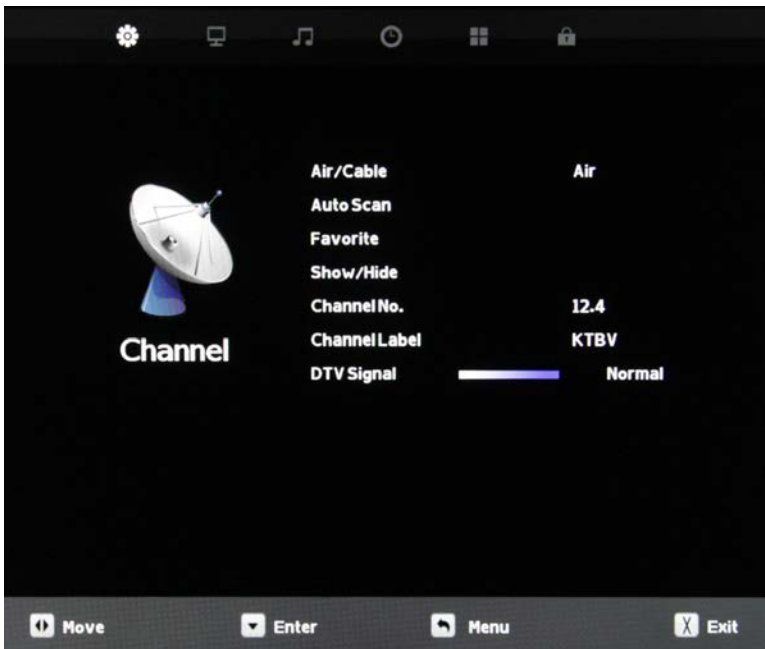 Air/Cable Air
Auto Scan
Favorite
Show/Hide
Channel No. 12.4
Channel Label KTBV
DTV Signal Normal
Channel
Move Enter Menu X Exit